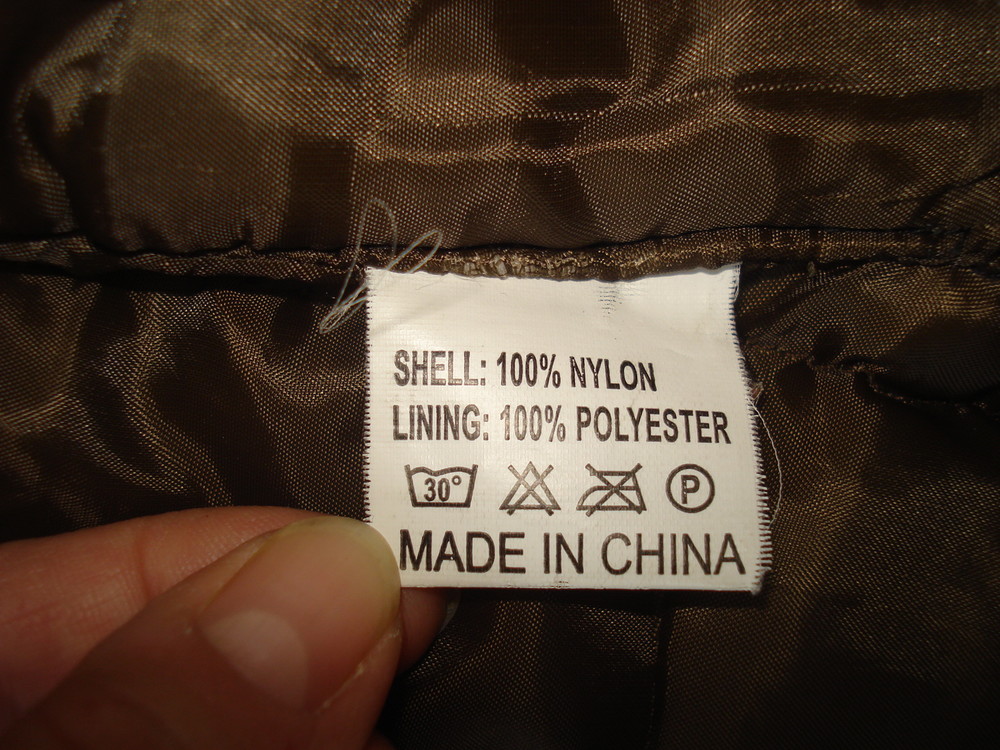 SHELL: 100% NYLON
LINING: 100% POLYESTER
30° P
MADE IN CHINA